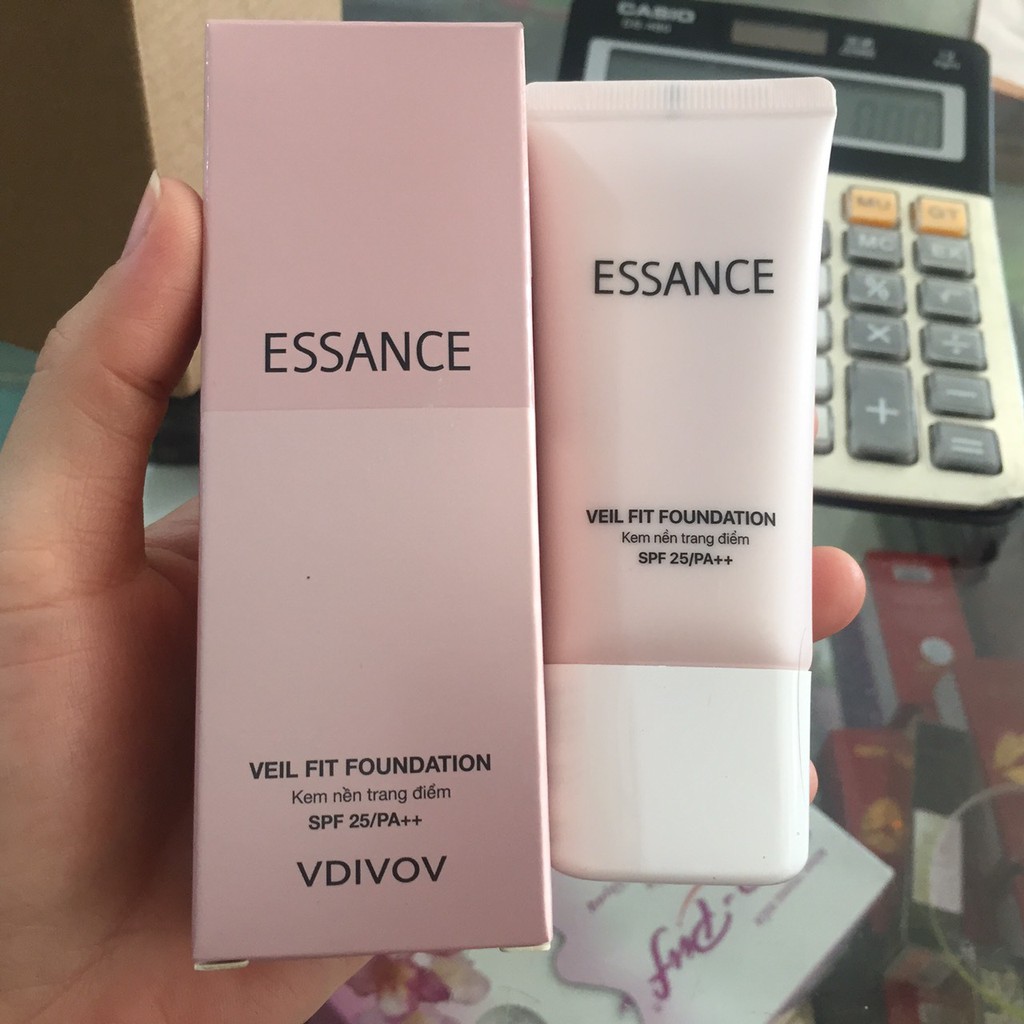 ESSANCE
VEIL FIT FOUNDATION
Kem nền trang điểm
SPF 25/PA++
VDIVOV
ESSANCE
VEIL FIT FOUNDATION
Kem nền trang điểm
SPF 25/PA++
CASIO
MU GT
MC
%
×
÷
+
−
=